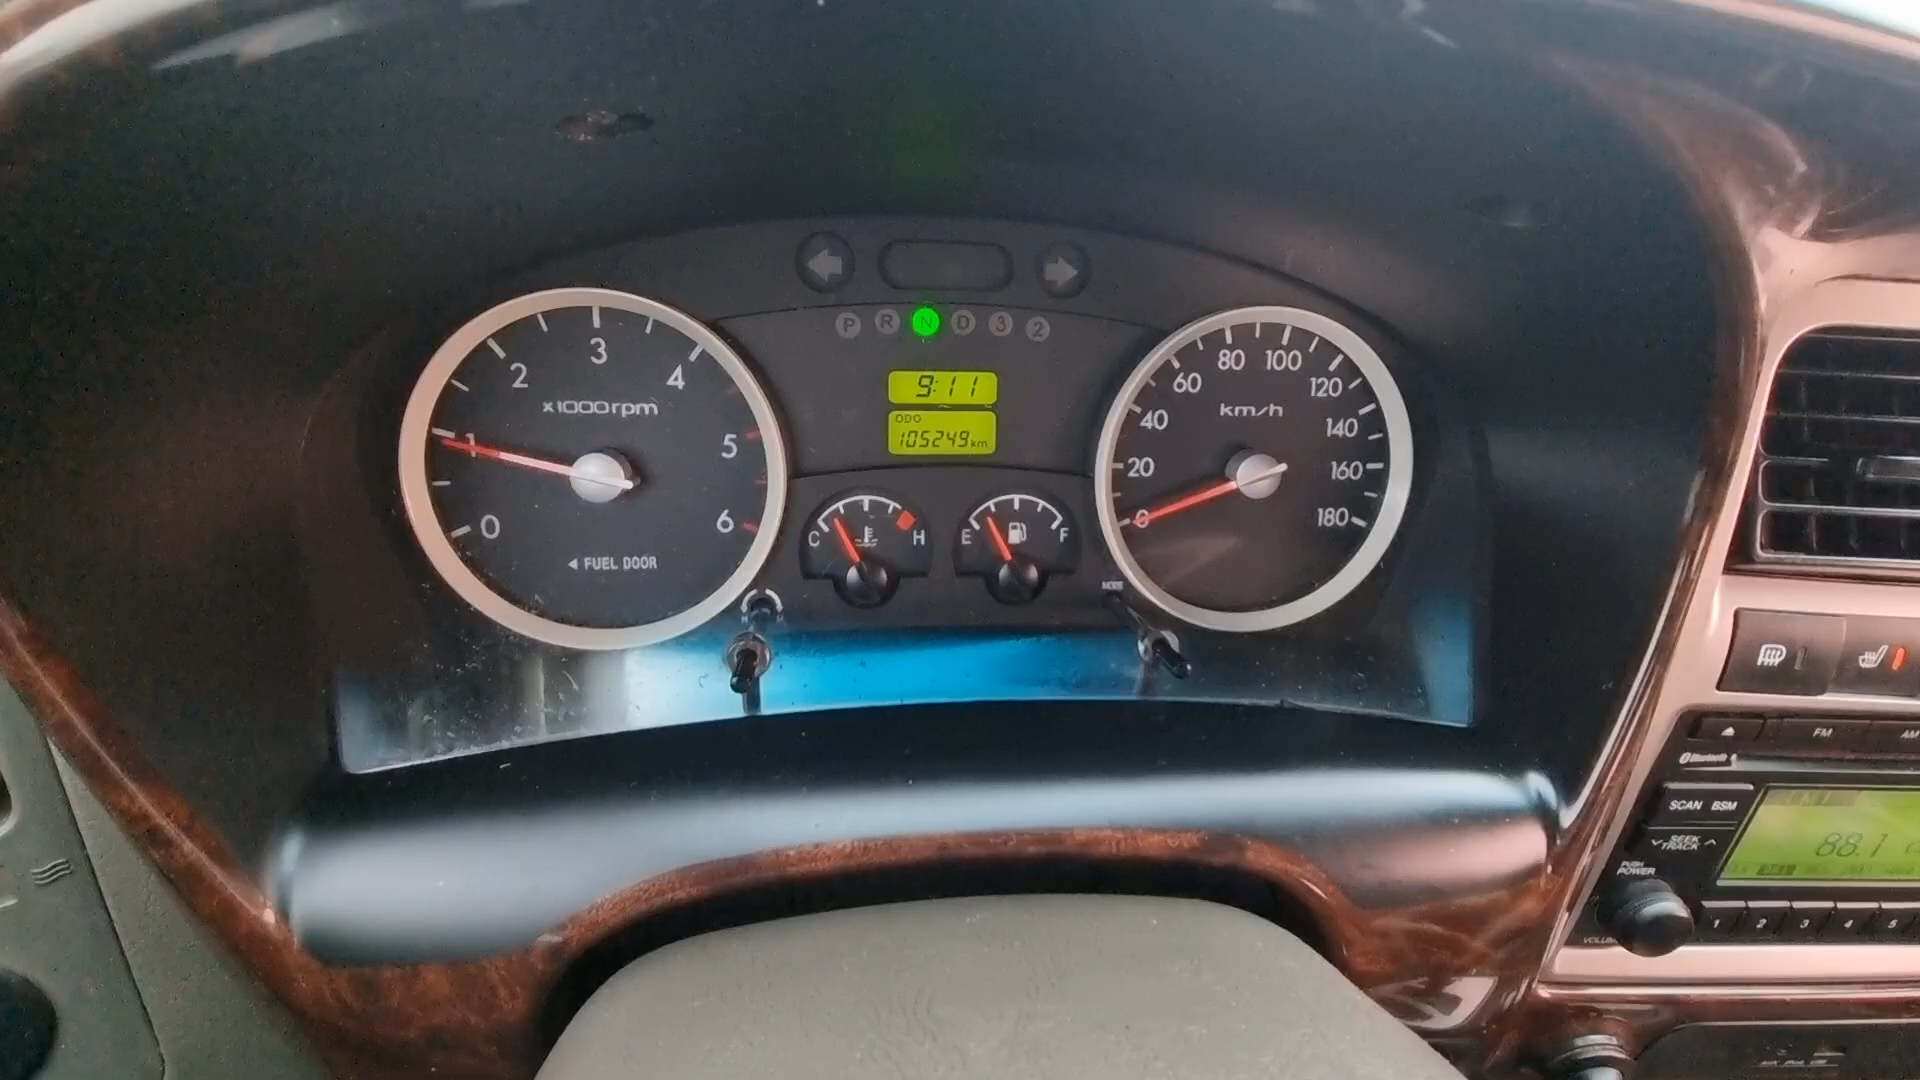 P R N D 3 2
9:11
ODO
105249 km
0 1 2 3 4 5 6
x1000rpm
◄ FUEL DOOR
C H
E F
0 20 40 60 80 100 120 140 160 180
km/h
MODE
FM AM
Bluetooth
SCAN BSM
SEEK
TRACK
PUSH
POWER
88.1
1 2 3 4 5